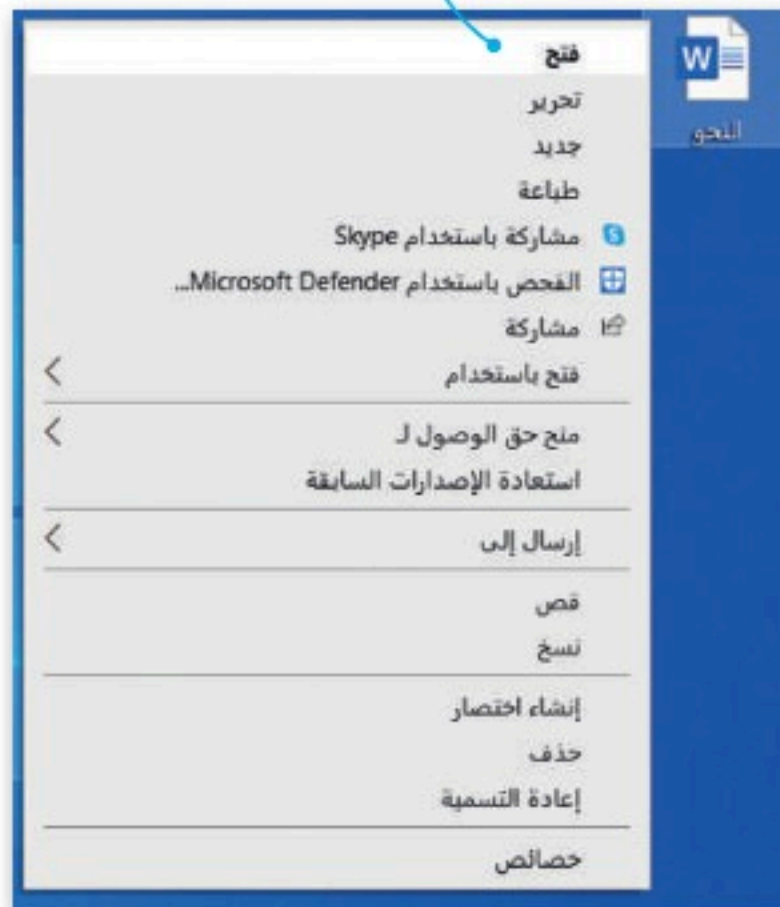 فتح
W
النحو
تحرير
جديد
طباعة
مشاركة باستخدام Skype
الفحص باستخدام Microsoft Defender...
مشاركة
فتح باستخدام
منح حق الوصول لـ
استعادة الإصدارات السابقة
إرسال إلى
قص
نسخ
إنشاء اختصار
حذف
إعادة التسمية
خصائص